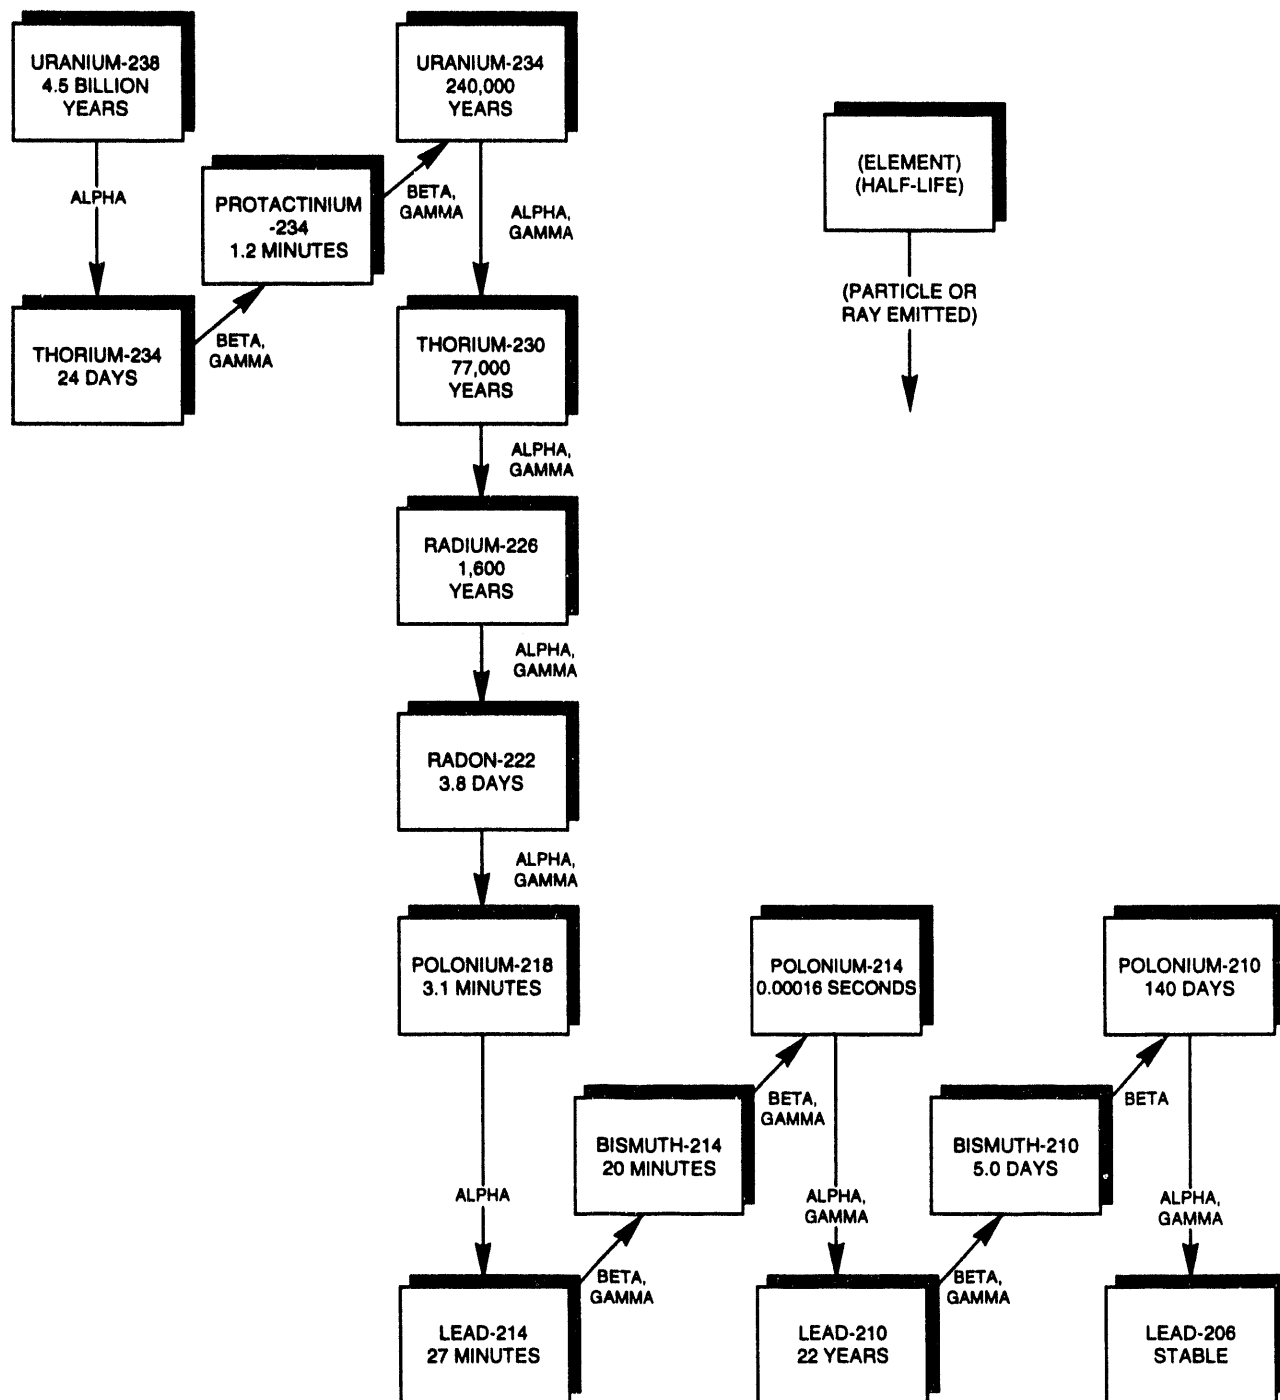 URANIUM-238
4.5 BILLION
YEARS
ALPHA
THORIUM-234
24 DAYS
BETA,
GAMMA
PROTACTINIUM
-234
1.2 MINUTES
BETA,
GAMMA
URANIUM-234
240,000
YEARS
ALPHA,
GAMMA
THORIUM-230
77,000
YEARS
ALPHA,
GAMMA
RADIUM-226
1,600
YEARS
ALPHA,
GAMMA
RADON-222
3.8 DAYS
ALPHA,
GAMMA
POLONIUM-218
3.1 MINUTES
ALPHA
LEAD-214
27 MINUTES
BETA,
GAMMA
BISMUTH-214
20 MINUTES
BETA,
GAMMA
POLONIUM-214
0.00016 SECONDS
ALPHA,
GAMMA
LEAD-210
22 YEARS
BETA,
GAMMA
BISMUTH-210
5.0 DAYS
BETA
POLONIUM-210
140 DAYS
ALPHA,
GAMMA
LEAD-206
STABLE
(ELEMENT)
(HALF-LIFE)
(PARTICLE OR
RAY EMITTED)